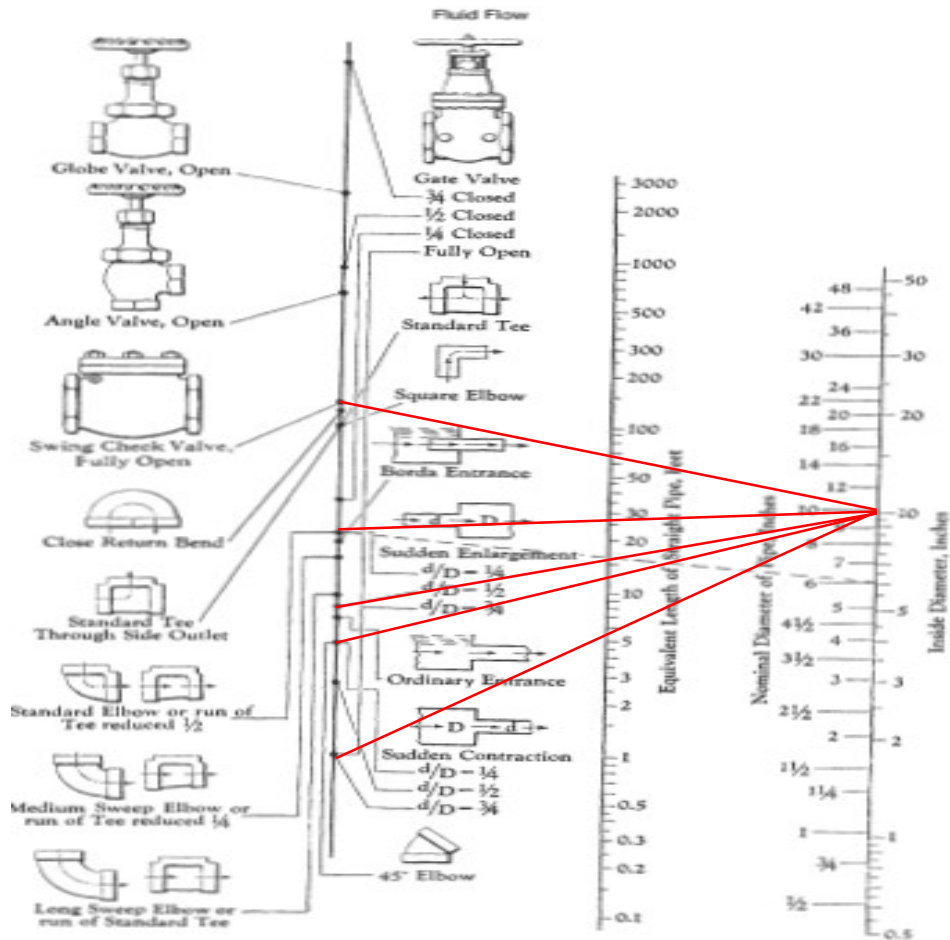 Fluid Flow
Globe Valve, Open
Angle Valve, Open
Swing Check Valve,
Fully Open
Close Return Bend
Standard Tee
Through Side Outlet
Standard Elbow or run of
Tee reduced ½
Medium Sweep Elbow or
run of Tee reduced ¼
Long Sweep Elbow or
run of Standard Tee
Gate Valve
¾ Closed
½ Closed
¼ Closed
Fully Open
Standard Tee
Square Elbow
Borda Entrance
d D
Sudden Enlargement
d/D = ¼
d/D = ½
d/D = ¾
Ordinary Entrance
D d
Sudden Contraction
d/D = ¼
d/D = ½
d/D = ¾
45° Elbow
3000
2000
1000
500
300
200
100
50
30
20
10
5
3
2
1
0.5
0.3
0.2
0.1
Equivalent Length of Straight Pipe, Feet
48
42
36
30
24
22
20
18
16
14
12
10
8
7
6
5
4½
4
3½
3
2½
2
1½
1¼
1
¾
½
Nominal Diameter of Pipe, Inches
50
30
20
10
5
3
2
1
0.5
Inside Diameter, Inches